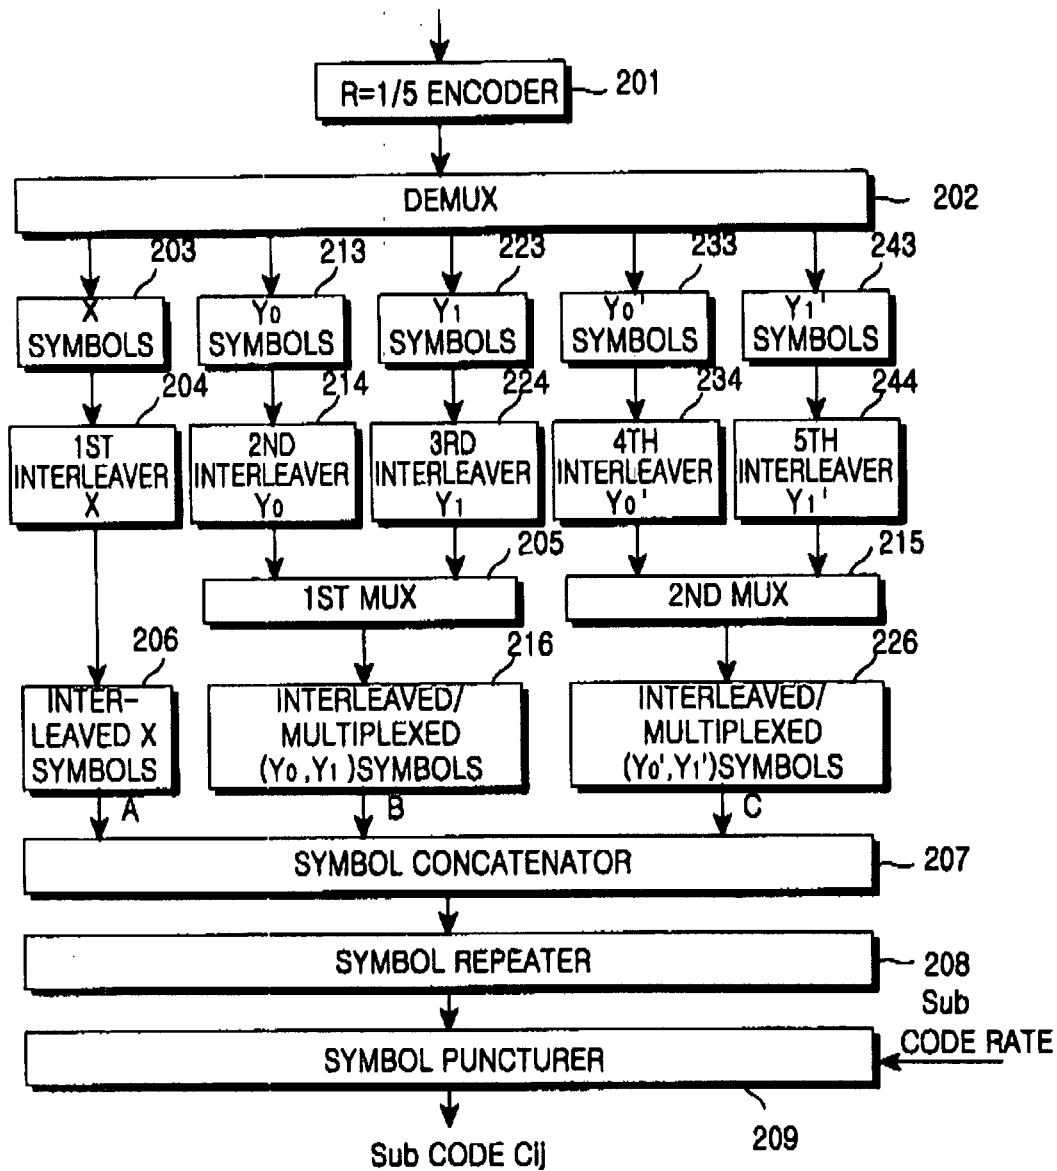 R=1/5 ENCODER
201
DEMUX
202
203
213
223
233
243
X
SYMBOLS
Y0
SYMBOLS
Y1
SYMBOLS
Y0'
SYMBOLS
Y1'
SYMBOLS
204
214
224
234
244
1ST
INTERLEAVER
X
2ND
INTERLEAVER
Y0
3RD
INTERLEAVER
Y1
4TH
INTERLEAVER
Y0'
5TH
INTERLEAVER
Y1'
205
215
1ST MUX
2ND MUX
206
216
226
INTER-
LEAVED X
SYMBOLS
INTERLEAVED/
MULTIPLEXED
(Y0,Y1)SYMBOLS
INTERLEAVED/
MULTIPLEXED
(Y0',Y1')SYMBOLS
A
B
C
SYMBOL CONCATENATOR
207
SYMBOL REPEATER
208
Sub
CODE RATE
SYMBOL PUNCTURER
209
Sub CODE Cij